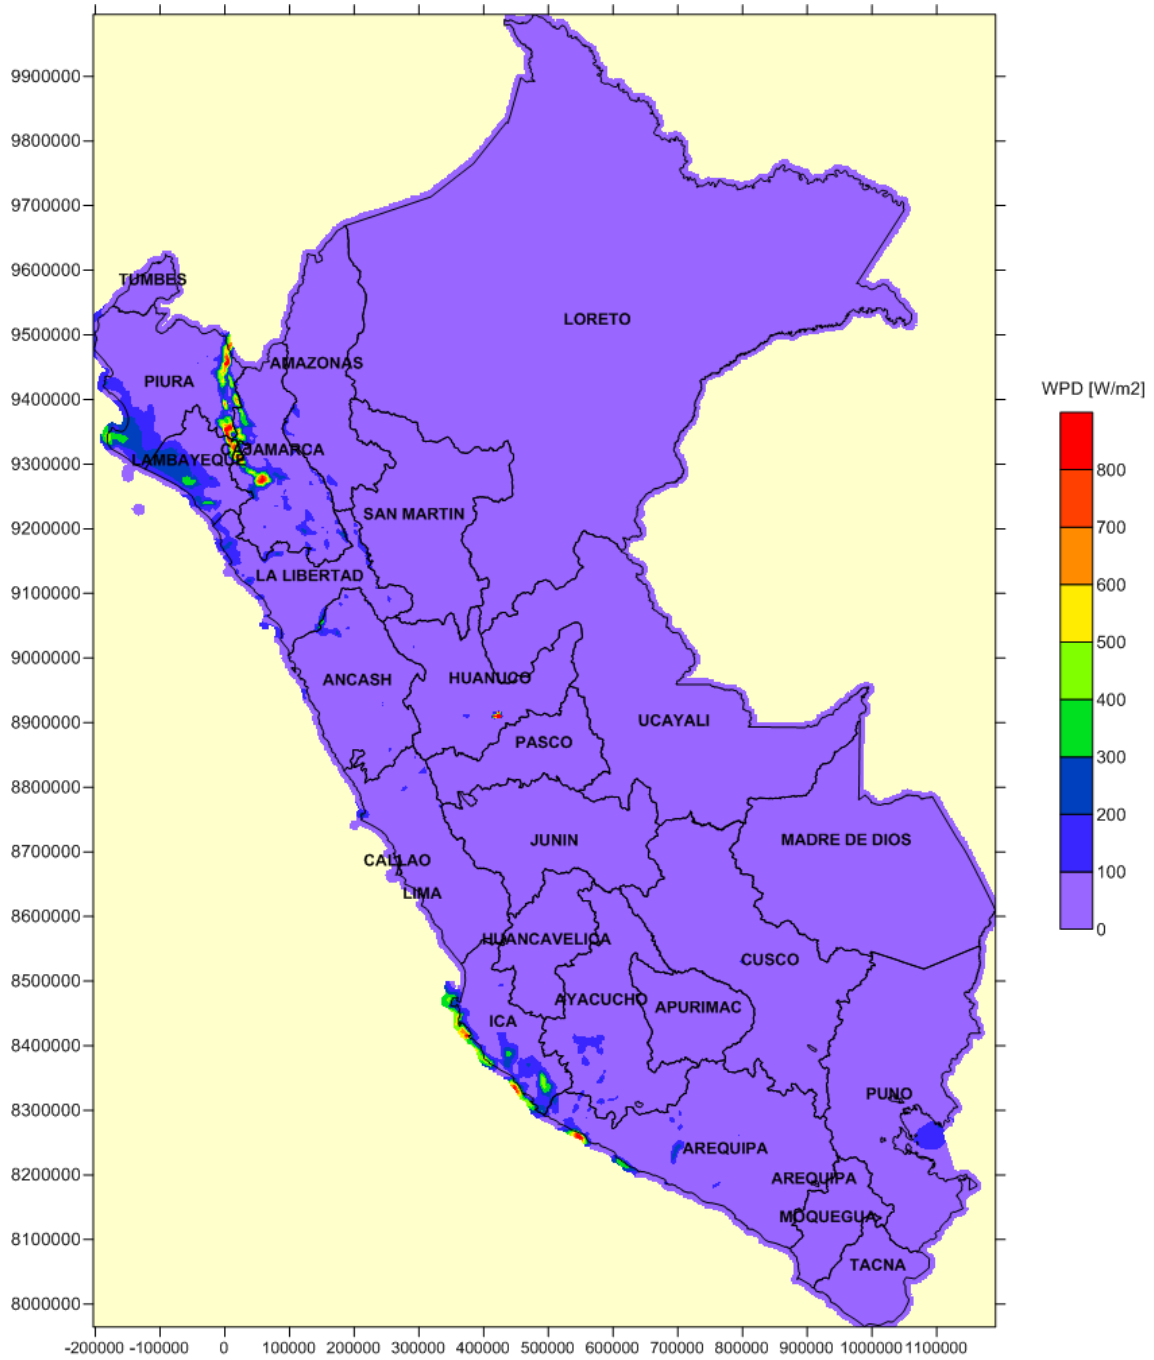 9900000
9800000
9700000
9600000
9500000
9400000
9300000
9200000
9100000
9000000
8900000
8800000
8700000
8600000
8500000
8400000
8300000
8200000
8100000
8000000
-200000 -100000 0 100000 200000 300000 400000 500000 600000 700000 800000 900000 1000000 1100000
TUMBES
LORETO
AMAZONAS
PIURA
CAJAMARCA
LAMBAYEQUE
SAN MARTIN
LA LIBERTAD
ANCASH
HUANUCO
UCAYALI
PASCO
JUNIN
MADRE DE DIOS
CALLAO
LIMA
HUANCAVELICA
CUSCO
AYACUCHO
APURIMAC
ICA
PUNO
AREQUIPA
AREQUIPA
MOQUEGUA
TACNA
WPD [W/m2]
800
700
600
500
400
300
200
100
0